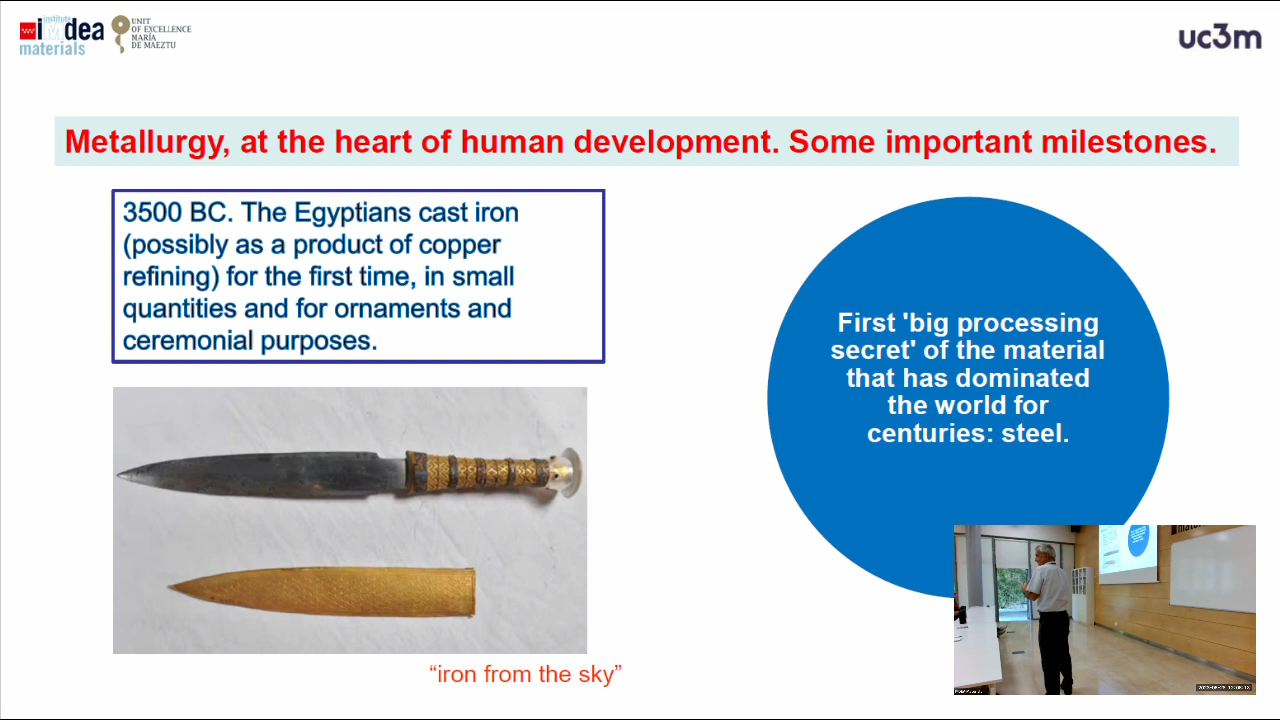 institute
iMdea
materials
UNIT
OF EXCELLENCE
MARÍA
DE MAEZTU
uc3m
Metallurgy, at the heart of human development. Some important milestones.
3500 BC. The Egyptians cast iron
(possibly as a product of copper
refining) for the first time, in small
quantities and for ornaments and
ceremonial purposes.
First 'big processing
secret' of the material
that has dominated
the world for
centuries: steel.
“iron from the sky”